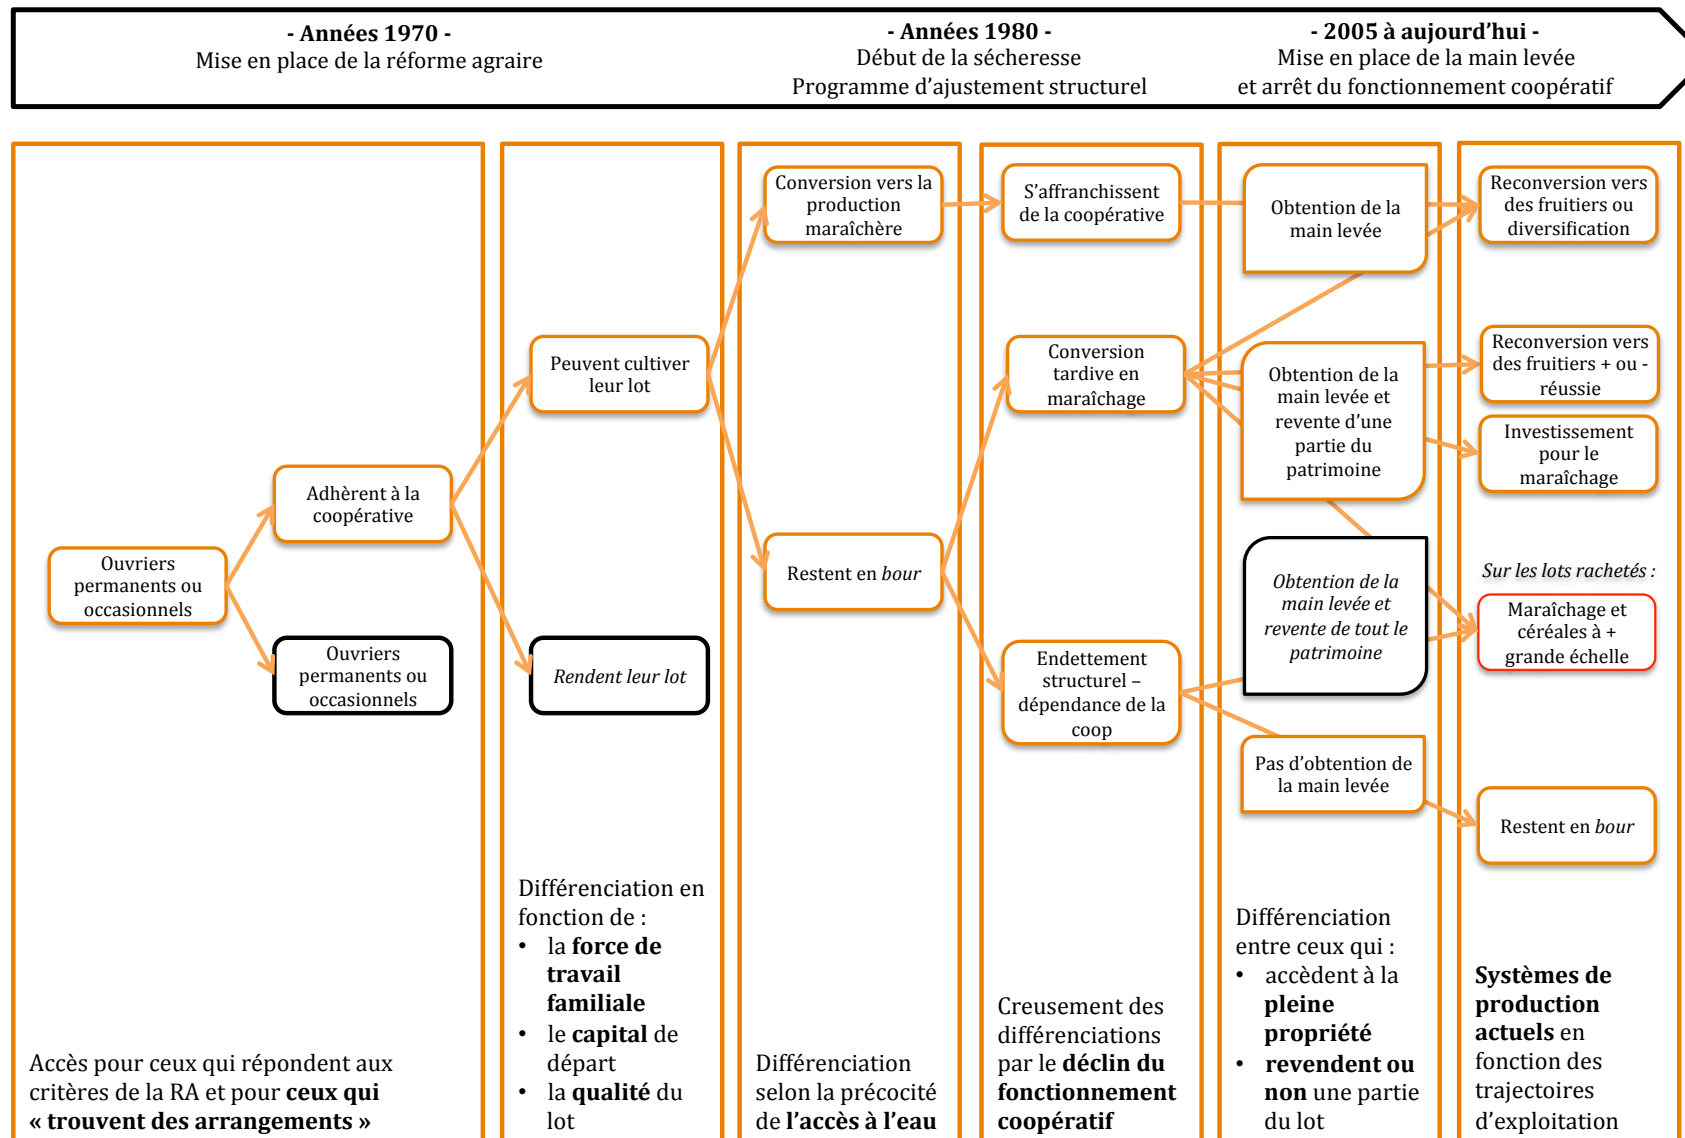 - Années 1970 -
Mise en place de la réforme agraire
- Années 1980 -
Début de la sécheresse
Programme d'ajustement structurel
- 2005 à aujourd'hui -
Mise en place de la main levée
et arrêt du fonctionnement coopératif
Ouvriers
permanents ou
occasionnels
Adhèrent à la
coopérative
Ouvriers
permanents ou
occasionnels
Accès pour ceux qui répondent aux
critères de la RA et pour ceux qui
« trouvent des arrangements »
Peuvent cultiver
leur lot
Rendent leur lot
Différenciation en
fonction de :
• la force de
travail
familiale
• le capital de
départ
• la qualité du
lot
Conversion vers la
production
maraîchère
Restent en bour
Différenciation
selon la précocité
de l'accès à l'eau
S'affranchissent
de la coopérative
Conversion
tardive en
maraîchage
Endettement
structurel –
dépendance de la
coop
Creusement des
différenciations
par le déclin du
fonctionnement
coopératif
Obtention de la
main levée
Obtention de la
main levée et
revente d'une
partie du
patrimoine
Obtention de la
main levée et
revente de tout le
patrimoine
Pas d'obtention de
la main levée
Différenciation
entre ceux qui :
• accèdent à la
pleine
propriété
• revendent ou
non une partie
du lot
Reconversion vers
des fruitiers ou
diversification
Reconversion vers
des fruitiers + ou -
réussie
Investissement
pour le
maraîchage
Sur les lots rachetés :
Maraîchage et
céréales à +
grande échelle
Restent en bour
Systèmes de
production
actuels en
fonction des
trajectoires
d'exploitation